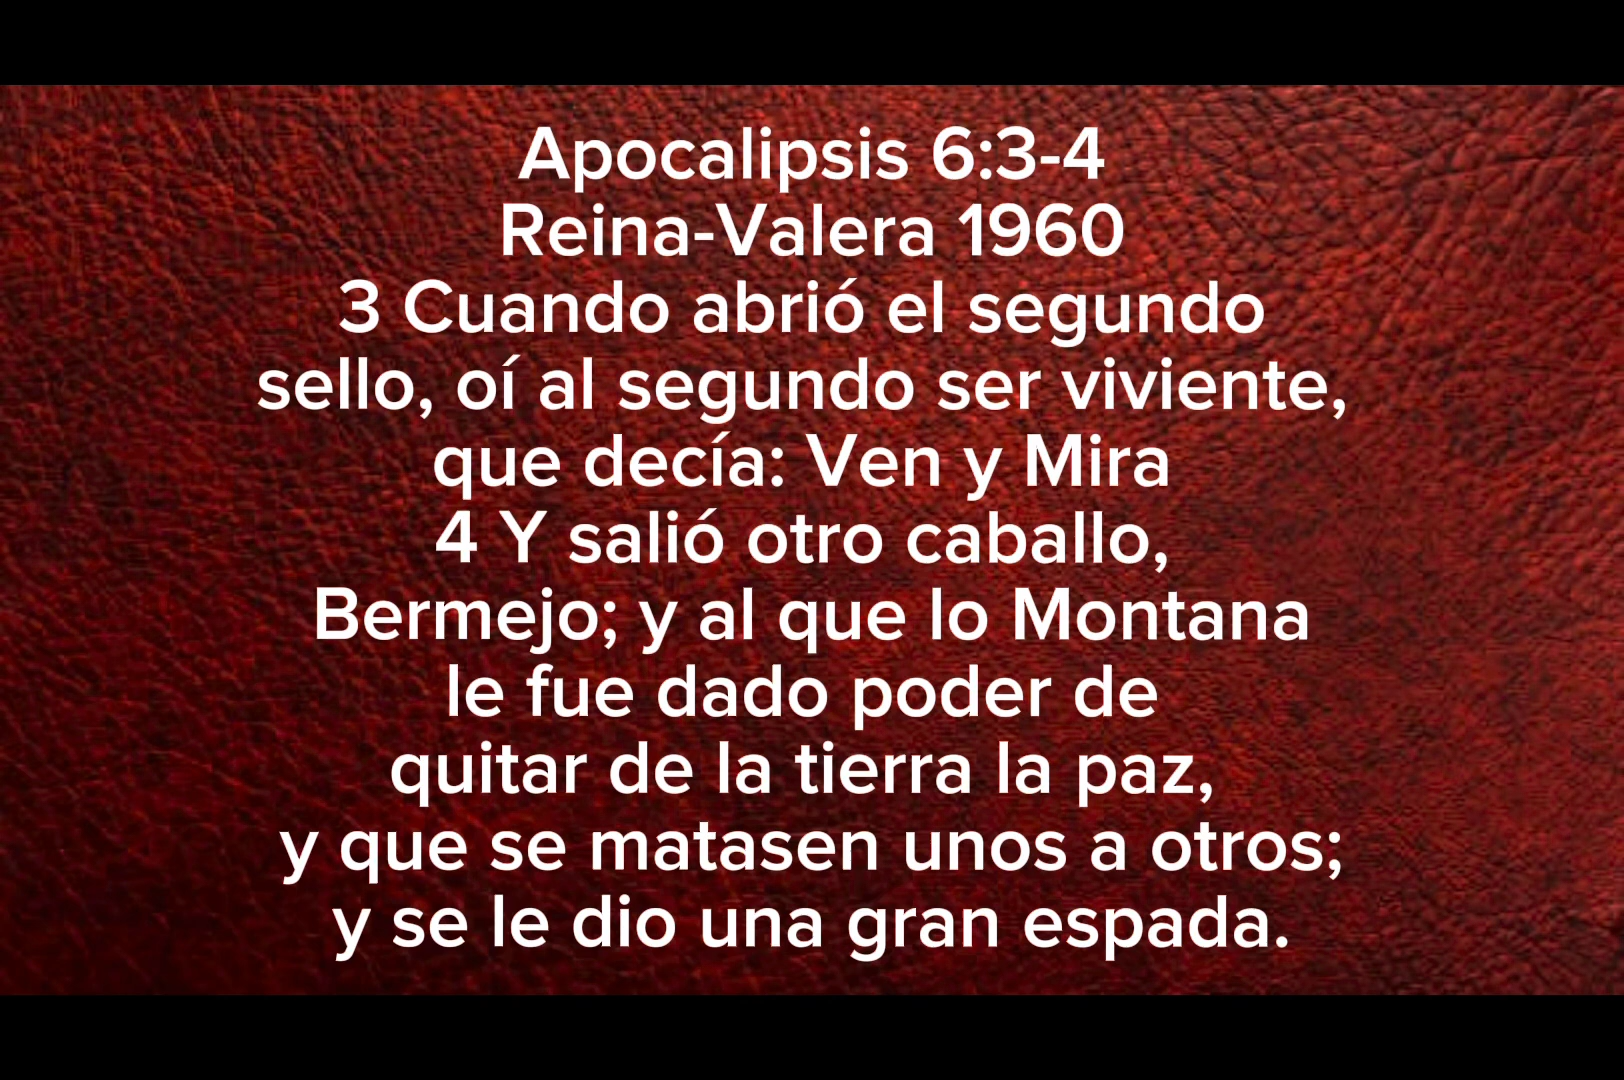 Apocalipsis 6:3-4
Reina-Valera 1960
3 Cuando abrió el segundo
sello, oí al segundo ser viviente,
que decía: Ven y Mira
4 Y salió otro caballo,
Bermejo; y al que lo Montana
le fue dado poder de
quitar de la tierra la paz,
y que se matasen unos a otros;
y se le dio una gran espada.